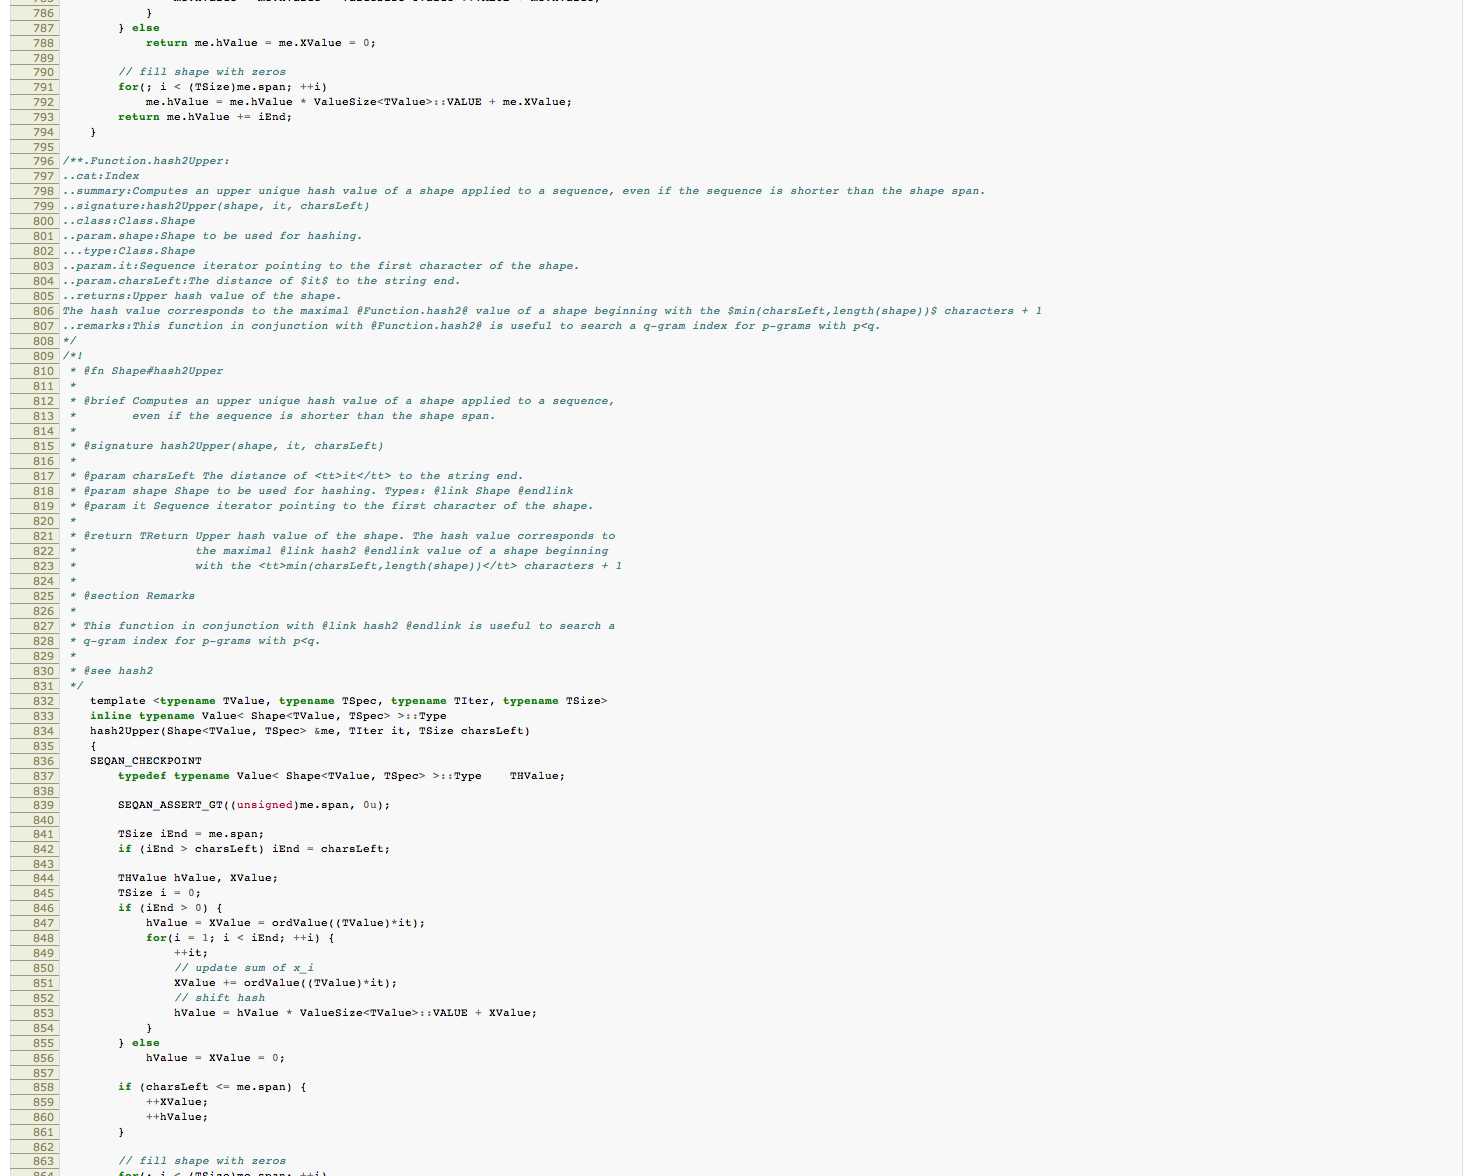 786 }
787 } else
788 return me.hValue = me.XValue = 0;
789
790 // fill shape with zeros
791 for(; i < (TSize)me.span; ++i)
792 me.hValue = me.hValue * ValueSize<TValue>::VALUE + me.XValue;
793 return me.hValue += iEnd;
794 }
795
796 /**.Function.hash2Upper:
797 ..cat:Index
798 ..summary:Computes an upper unique hash value of a shape applied to a sequence, even if the sequence is shorter than the shape span.
799 ..signature:hash2Upper(shape, it, charsLeft)
800 ..class:Class.Shape
801 ..param.shape:Shape to be used for hashing.
802 ...type:Class.Shape
803 ..param.it:Sequence iterator pointing to the first character of the shape.
804 ..param.charsLeft:The distance of $it$ to the string end.
805 ..returns:Upper hash value of the shape.
806 The hash value corresponds to the maximal @Function.hash2@ value of a shape beginning with the $min(charsLeft,length(shape))$ characters + 1
807 ..remarks:This function in conjunction with @Function.hash2@ is useful to search a q-gram index for p-grams with p<q.
808 */
809 /*!
810 * @fn Shape#hash2Upper
811 *
812 * @brief Computes an upper unique hash value of a shape applied to a sequence,
813 * even if the sequence is shorter than the shape span.
814 *
815 * @signature hash2Upper(shape, it, charsLeft)
816 *
817 * @param charsLeft The distance of <tt>it</tt> to the string end.
818 * @param shape Shape to be used for hashing. Types: @link Shape @endlink
819 * @param it Sequence iterator pointing to the first character of the shape.
820 *
821 * @return TReturn Upper hash value of the shape. The hash value corresponds to
822 * the maximal @link hash2 @endlink value of a shape beginning
823 * with the <tt>min(charsLeft,length(shape))</tt> characters + 1
824 *
825 * @section Remarks
826 *
827 * This function in conjunction with @link hash2 @endlink is useful to search a
828 * q-gram index for p-grams with p<q.
829 *
830 * @see hash2
831 */
832 template <typename TValue, typename TSpec, typename TIter, typename TSize>
833 inline typename Value< Shape<TValue, TSpec> >::Type
834 hash2Upper(Shape<TValue, TSpec> &me, TIter it, TSize charsLeft)
835 {
836 SEQAN_CHECKPOINT
837 typedef typename Value< Shape<TValue, TSpec> >::Type THValue;
838
839 SEQAN_ASSERT_GT((unsigned)me.span, 0u);
840
841 TSize iEnd = me.span;
842 if (iEnd > charsLeft) iEnd = charsLeft;
843
844 THValue hValue, XValue;
845 TSize i = 0;
846 if (iEnd > 0) {
847 hValue = XValue = ordValue((TValue)*it);
848 for(i = 1; i < iEnd; ++i) {
849 ++it;
850 // update sum of x_i
851 XValue += ordValue((TValue)*it);
852 // shift hash
853 hValue = hValue * ValueSize<TValue>::VALUE + XValue;
854 }
855 } else
856 hValue = XValue = 0;
857
858 if (charsLeft <= me.span) {
859 ++XValue;
860 ++hValue;
861 }
862
863 // fill shape with zeros
864 for(; i < (TSize)me.span; ++i)